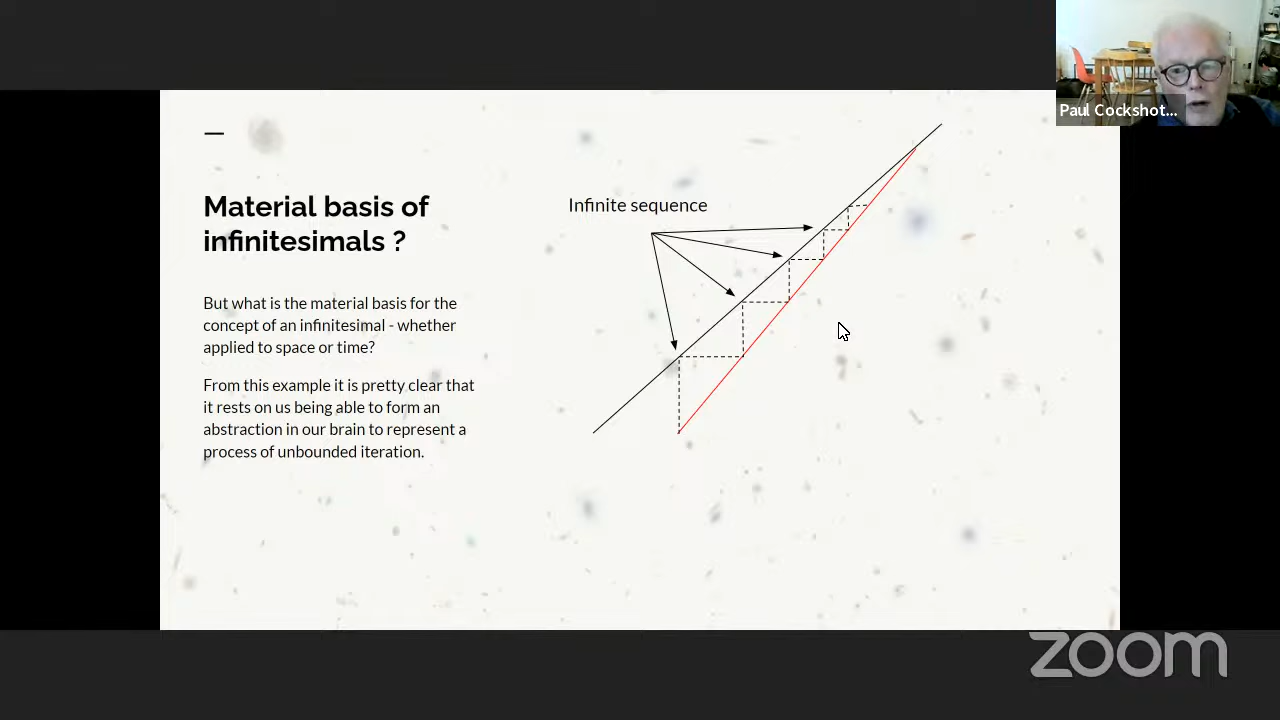 Paul Cockshot...
Material basis of
infinitesimals ?
Infinite sequence
But what is the material basis for the
concept of an infinitesimal - whether
applied to space or time?
From this example it is pretty clear that
it rests on us being able to form an
abstraction in our brain to represent a
process of unbounded iteration.
zoom